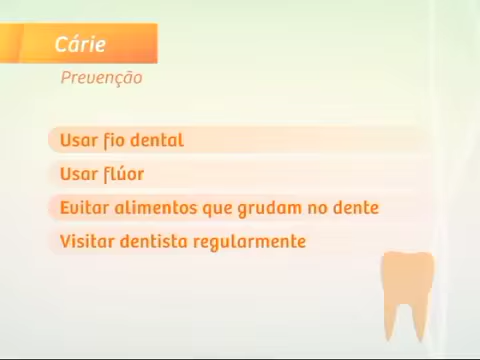 Cárie
Prevenção
Usar fio dental
Usar flúor
Evitar alimentos que grudam no dente
Visitar dentista regularmente